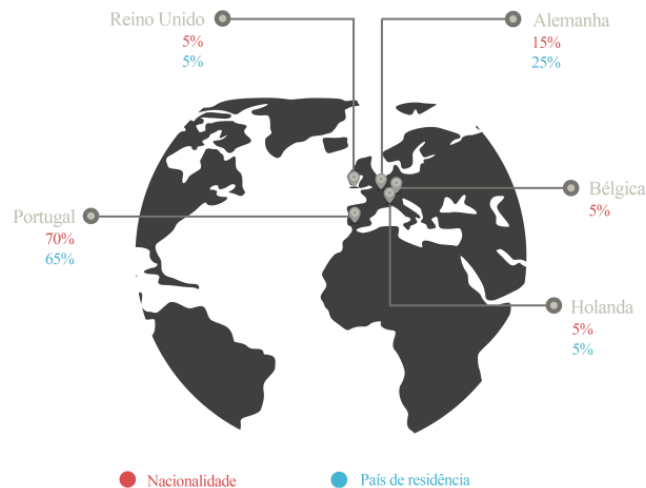 Reino Unido
5%
5%
Alemanha
15%
25%
Bélgica
5%
Portugal
70%
65%
Holanda
5%
5%
Nacionalidade
País de residência